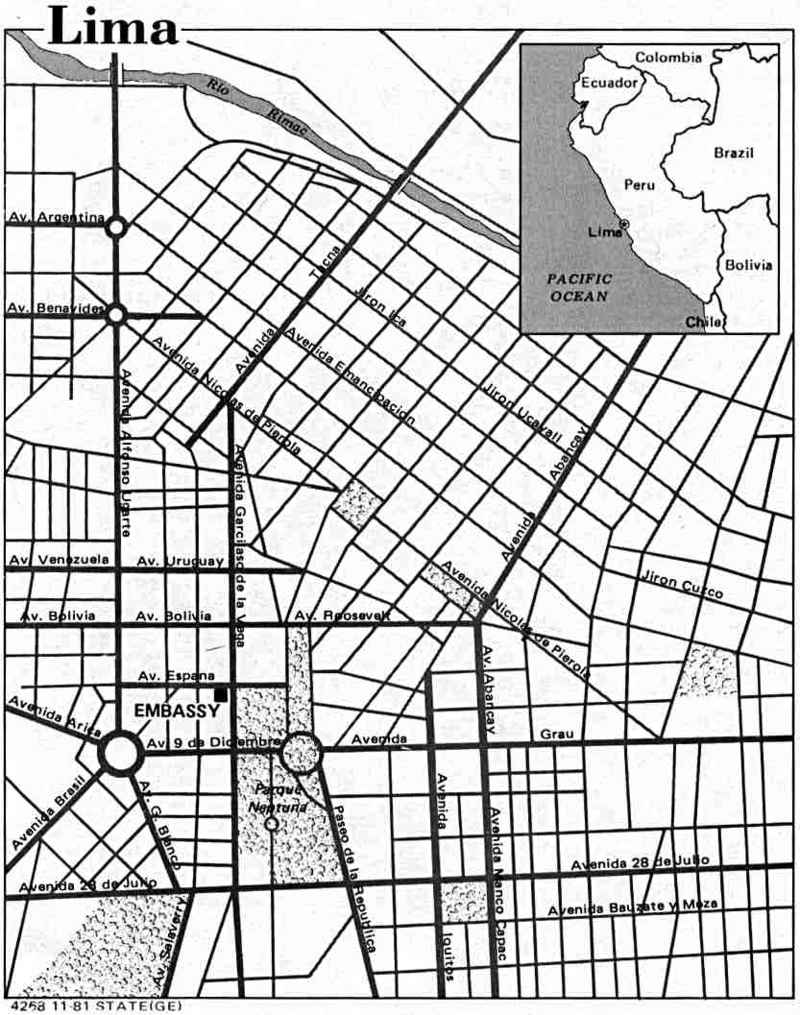 Lima
Rio Rimac
Colombia
Ecuador
Brazil
Peru
Lima
Bolivia
PACIFIC
OCEAN
Chile
Av. Argentina
Av. Benavides
Tacna
Avenida
Jiron Ica
Avenida Emancipacion
Avenida Nicolas de Pierola
Jiron Ucayali
Avenida Alfonso Ugarte
Avenida Garcilaso de la Vega
Avenida Abancay
Av. Venezuela
Av. Uruguay
Avenida Nicolas de Pierola
Jiron Cuzco
Av. Bolivia
Av. Bolivia
Av. Roosevelt
Av. Espana
EMBASSY
Av. Abancay
Avenida Arica
Av. 9 de Diciembre
Avenida
Grau
Parque
Neptuna
Avenida Brasil
Av. G. Blanco
Paseo de la Republica
Avenida
Iquitos
Avenida Manco Capac
Avenida 28 de Julio
Avenida 28 de Julio
Avenida Bauzate y Meza
Av. Salaverry
4268 11-81 STATE(GE)